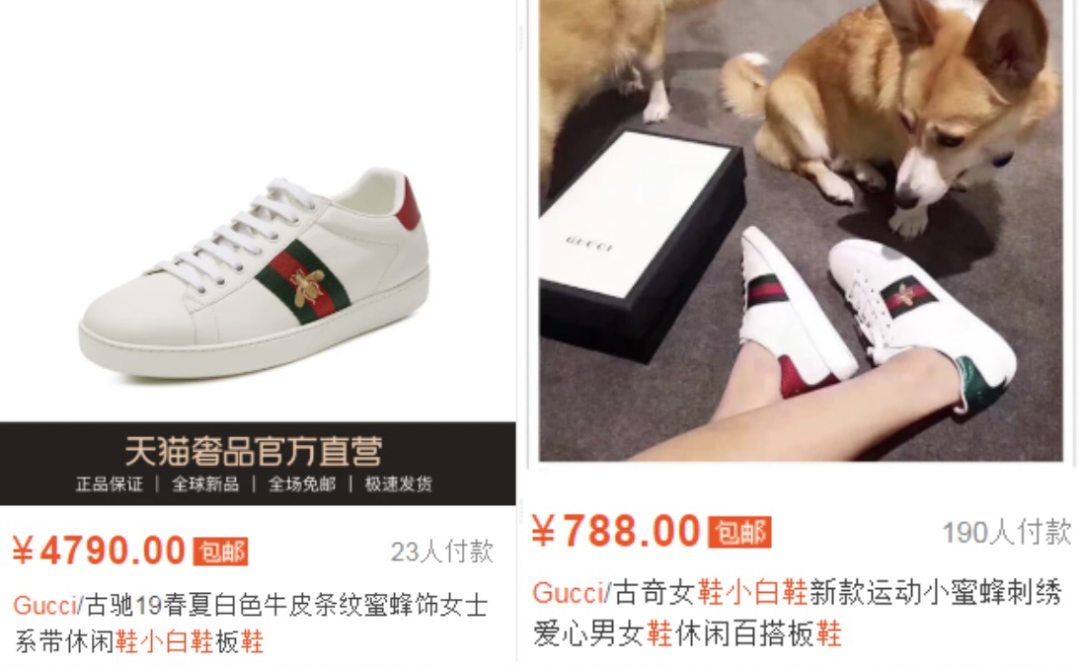 天猫奢品官方直营
正品保证 | 全球新品 | 全场免邮 | 极速发货
¥4790.00 包邮 23人付款
Gucci/古驰19春夏白色牛皮条纹蜜蜂饰女士
系带休闲鞋小白鞋板鞋
GUCCI
¥788.00 包邮 190人付款
Gucci/古奇女鞋小白鞋新款运动小蜜蜂刺绣
爱心男女鞋休闲百搭板鞋